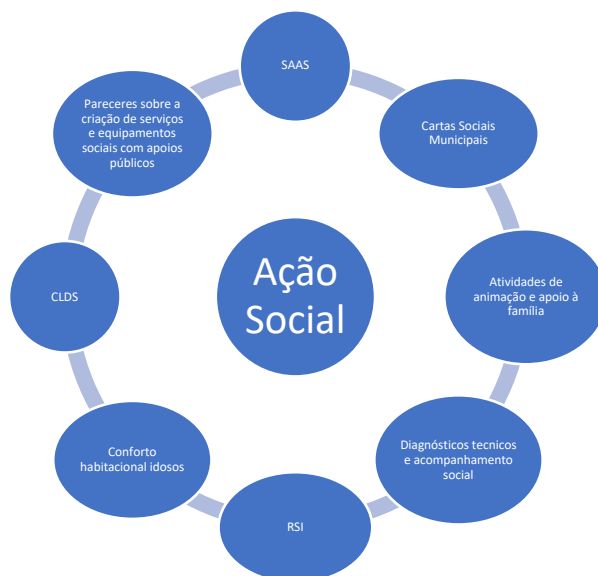 SAAS
Cartas Sociais
Municipais
Atividades de
animação e apoio à
família
Diagnósticos tecnicos
e acompanhamento
social
RSI
Conforto
habitacional idosos
CLDS
Pareceres sobre a
criação de serviços
e equipamentos
sociais com apoios
públicos
Ação
Social